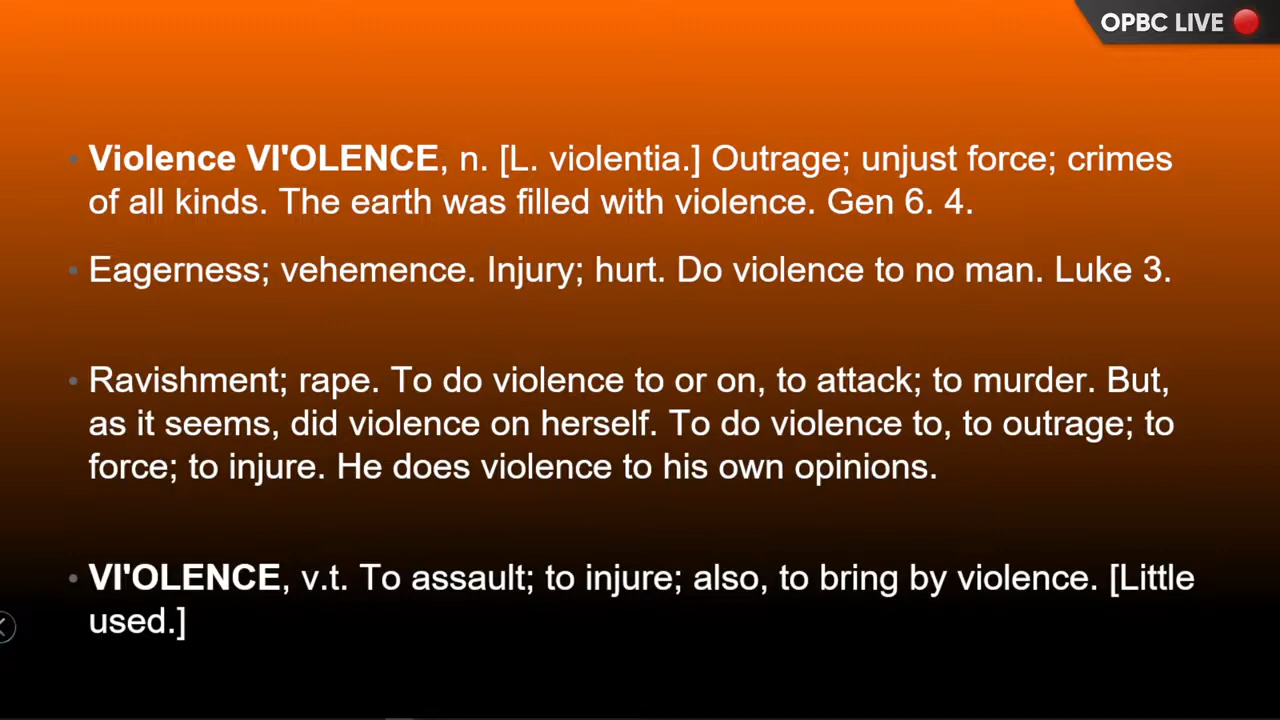 OPBC LIVE
• Violence VI'OLENCE, n. [L. violentia.] Outrage; unjust force; crimes
of all kinds. The earth was filled with violence. Gen 6. 4.
• Eagerness; vehemence. Injury; hurt. Do violence to no man. Luke 3.
• Ravishment; rape. To do violence to or on, to attack; to murder. But,
as it seems, did violence on herself. To do violence to, to outrage; to
force; to injure. He does violence to his own opinions.
• VI'OLENCE, v.t. To assault; to injure; also, to bring by violence. [Little
used.]